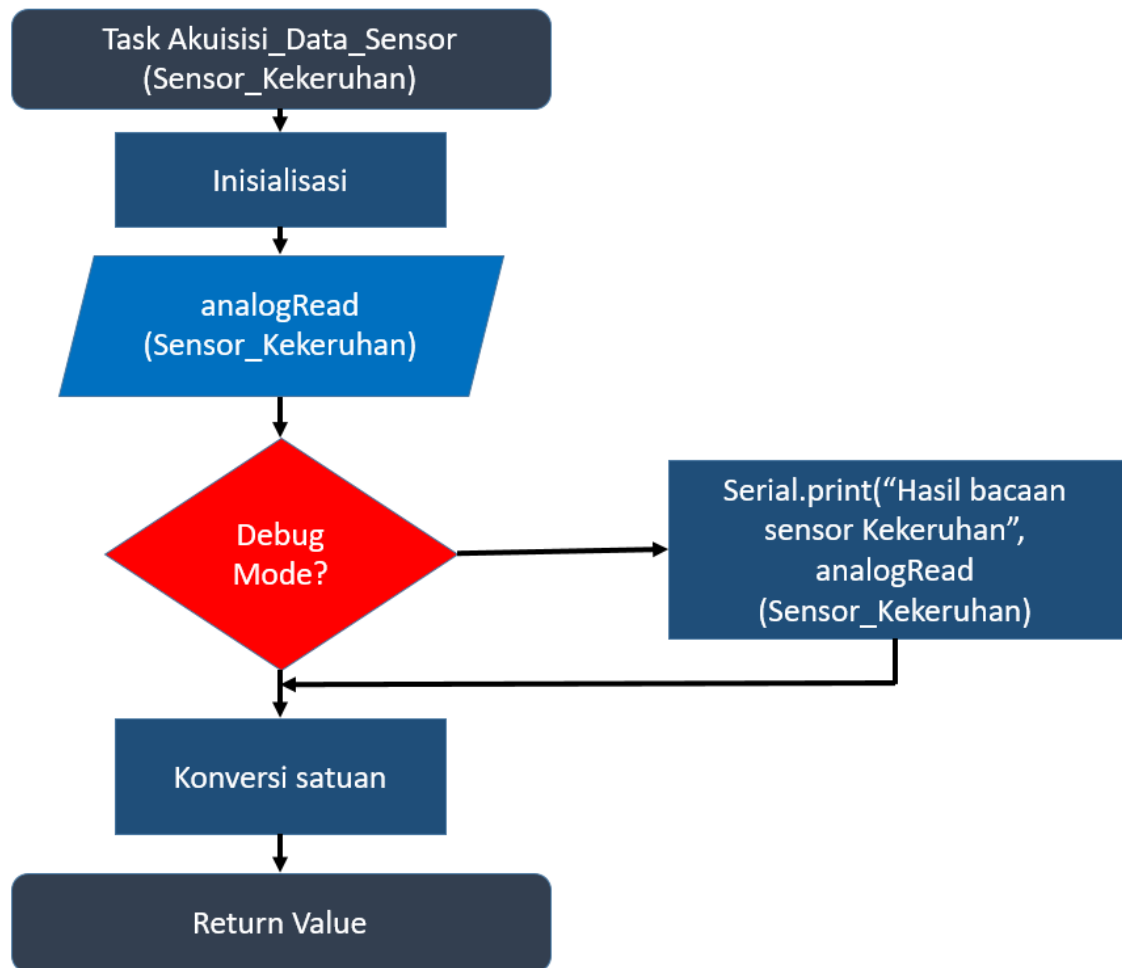 Task Akuisisi_Data_Sensor
(Sensor_Kekeruhan)
Inisialisasi
analogRead
(Sensor_Kekeruhan)
Debug
Mode?
Serial.print(“Hasil bacaan
sensor Kekeruhan”,
analogRead
(Sensor_Kekeruhan)
Konversi satuan
Return Value